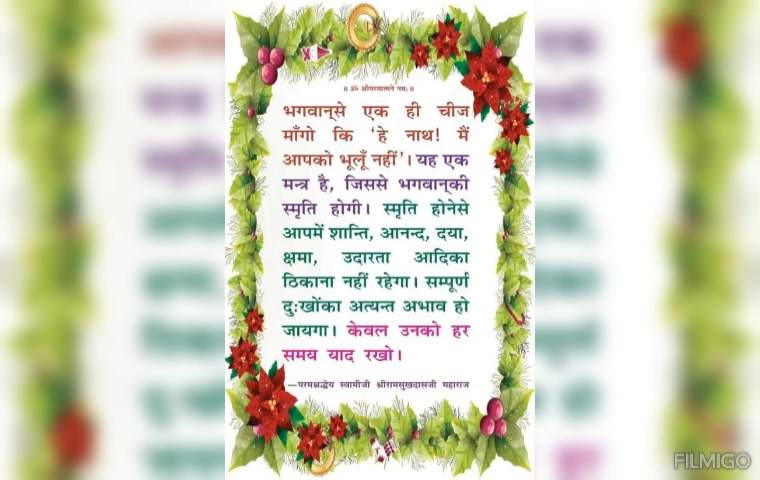 ॥ ॐ श्रीपरमात्मने नमः ॥
भगवान्‌से एक ही चीज
माँगो कि ‘हे नाथ! मैं
आपको भूलूँ नहीं’। यह एक
मन्त्र है, जिससे भगवान्‌की
स्मृति होगी। स्मृति होनेसे
आपमें शान्ति, आनन्द, दया,
क्षमा, उदारता आदिका
ठिकाना नहीं रहेगा। सम्पूर्ण
दुःखोंका अत्यन्त अभाव हो
जायगा। केवल उनको हर
समय याद रखो।
—परमश्रद्धेय स्वामीजी श्रीरामसुखदासजी महाराज
FILMIGO